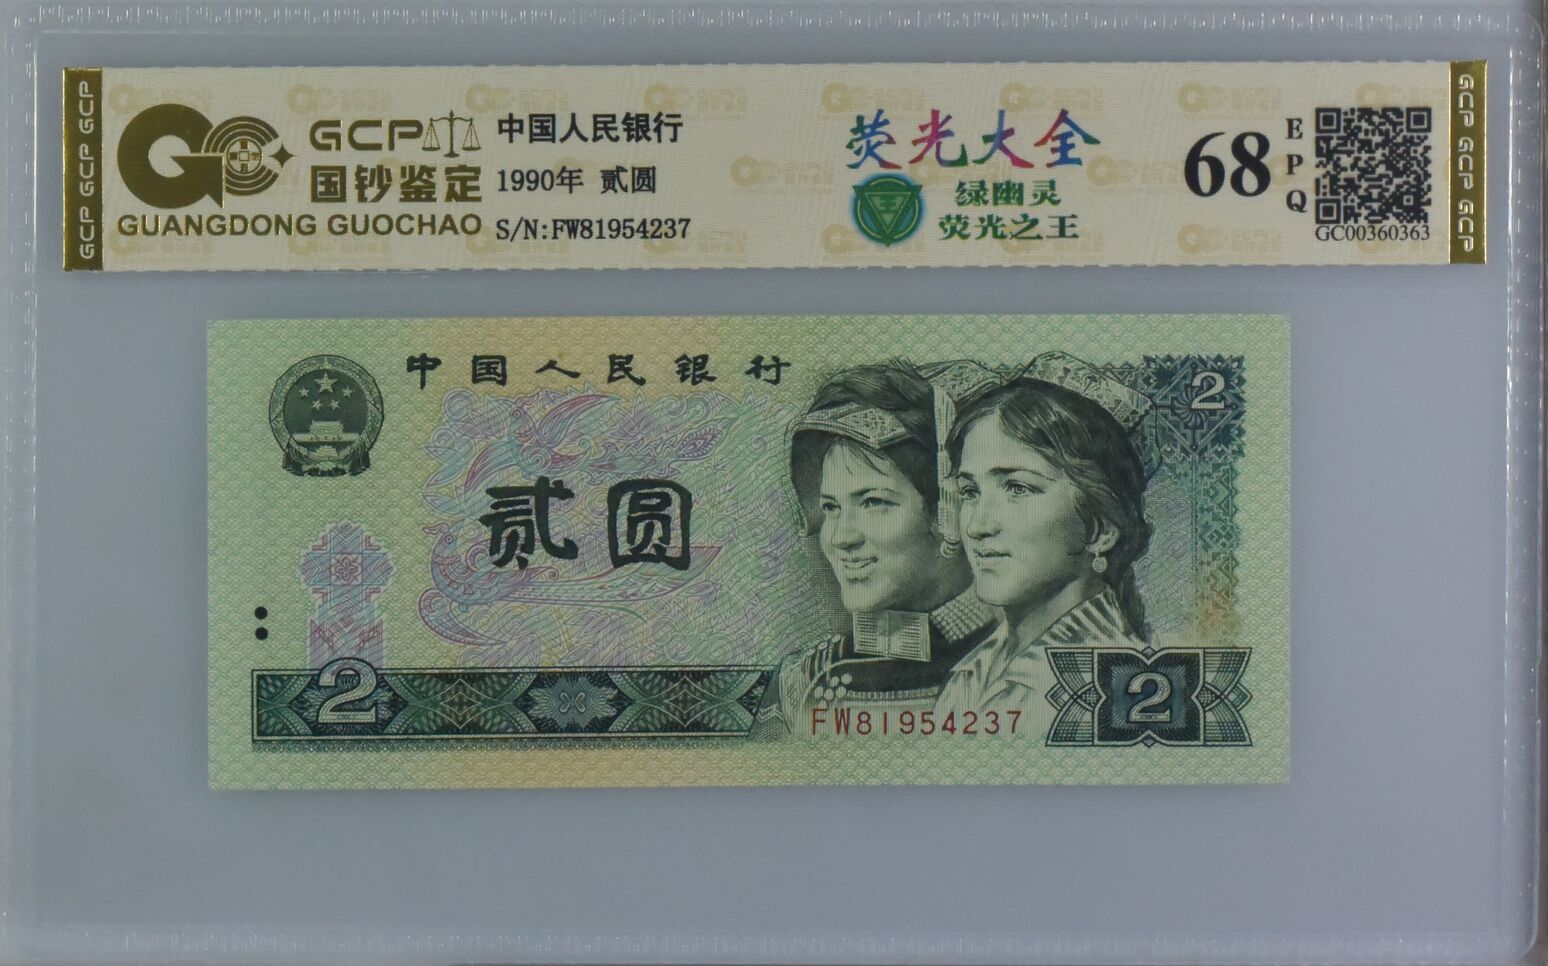 GCP GCP GCP
GCP
国钞鉴定
GUANGDONG GUOCHAO
中国人民银行
1990年 贰圆
S/N:FW81954237
荧光大全
绿幽灵
荧光之王
68
EPQ
GC00360363
GCP GCP GCP
中国人民银行
2
贰圆
2
FW81954237
2